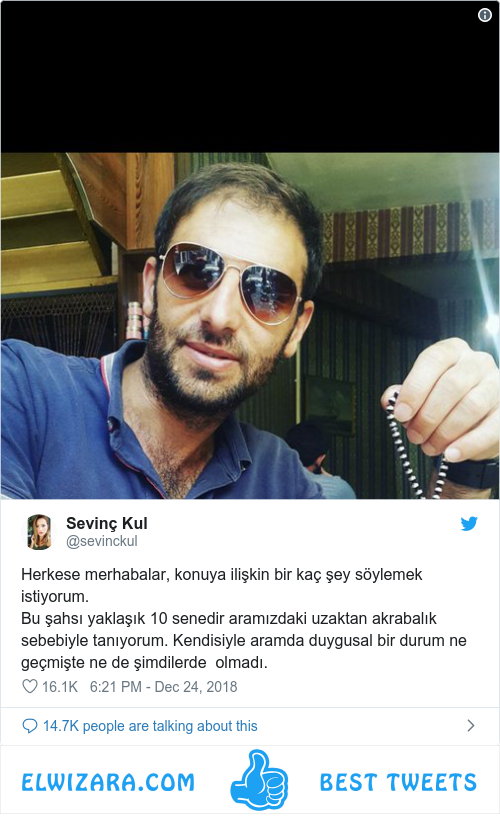 Sevinç Kul
@sevinckul
Herkese merhabalar, konuya ilişkin bir kaç şey söylemek
istiyorum.
Bu şahsı yaklaşık 10 senedir aramızdaki uzaktan akrabalık
sebebiyle tanıyorum. Kendisiyle aramda duygusal bir durum ne
geçmişte ne de şimdilerde  olmadı.
16.1K 6:21 PM - Dec 24, 2018
14.7K people are talking about this
ELWIZARA.COM BEST TWEETS